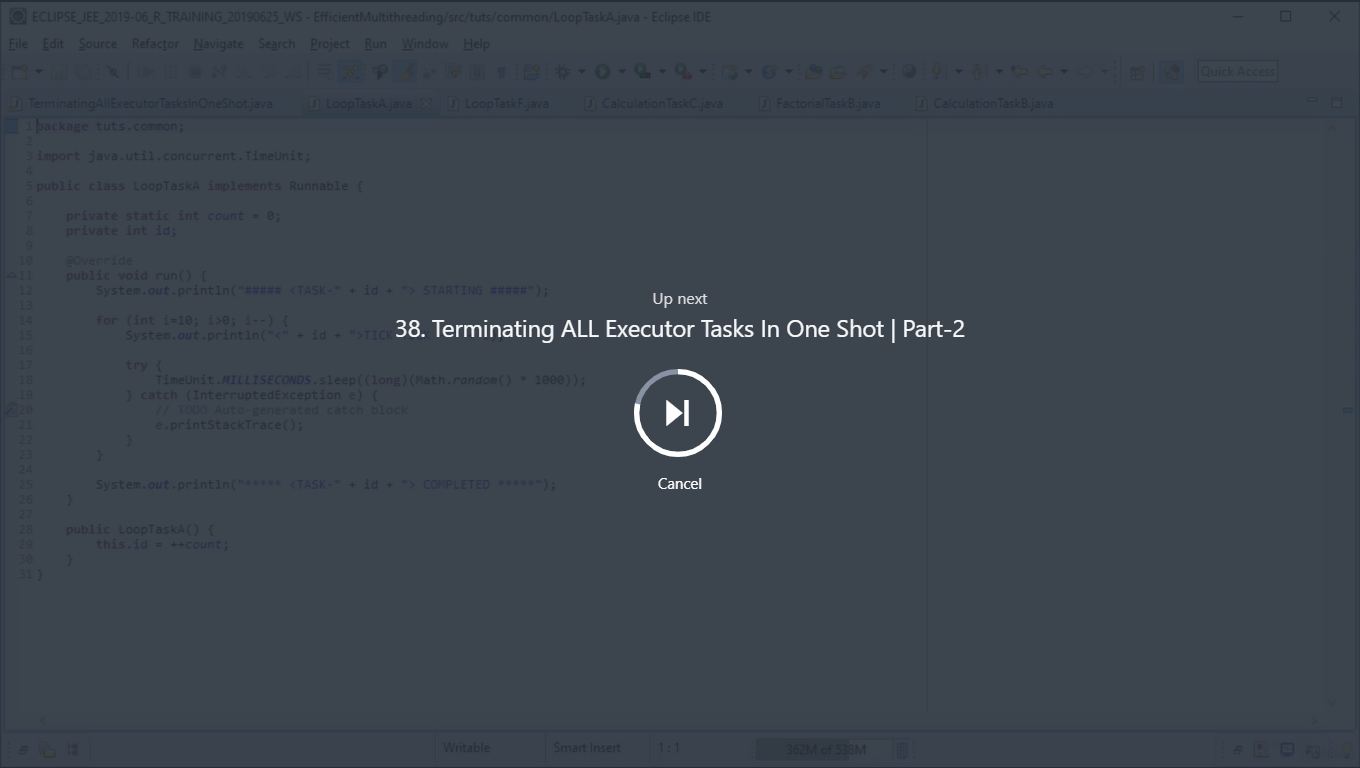 ECLIPSE_JEE_2019-06_R_TRAINING_20190625_WS - EfficientMultithreading/src/tuts/common/LoopTaskA.java - Eclipse IDE
File Edit Source Refactor Navigate Search Project Run Window Help
Quick Access
TerminatingAllExecutorTasksInOneShot.java LoopTaskA.java LoopTaskF.java CalculationTaskC.java FactorialTaskB.java CalculationTaskB.java
1 package tuts.common;
2
3 import java.util.concurrent.TimeUnit;
4
5 public class LoopTaskA implements Runnable {
6
7 private static int count = 0;
8 private int id;
9
10 @Override
11 public void run() {
12 System.out.println("##### <TASK-" + id + "> STARTING #####");
13
14 for (int i=10; i>0; i--) {
15 System.out.println("<" + id + ">TICK
16
17 try {
18 TimeUnit.MILLISECONDS.sleep((long)(Math.random() * 1000));
19 } catch (InterruptedException e) {
20 // TODO Auto-generated catch block
21 e.printStackTrace();
22 }
23 }
24
25 System.out.println("***** <TASK-" + id + "> COMPLETED *****");
26 }
27
28 public LoopTaskA() {
29 this.id = ++count;
30 }
31 }
Up next
38. Terminating ALL Executor Tasks In One Shot | Part-2
Cancel
Writable Smart Insert 1 : 1 362M of 538M